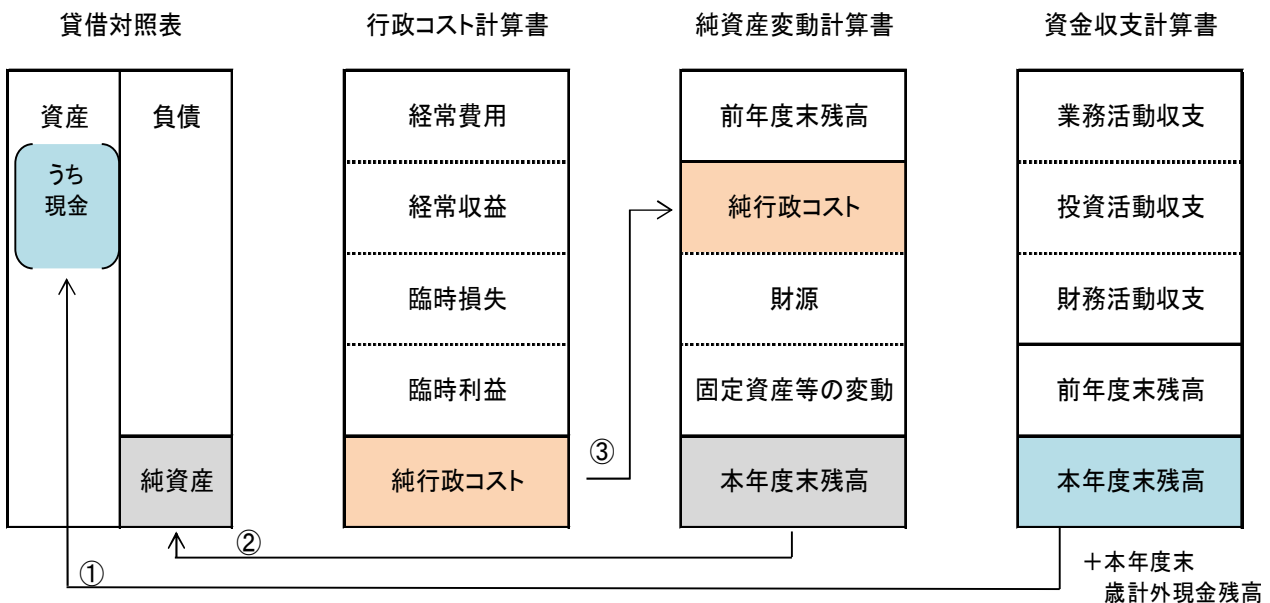 貸借対照表
資産
うち
現金
負債
純資産
行政コスト計算書
経常費用
経常収益
臨時損失
臨時利益
純行政コスト
純資産変動計算書
前年度末残高
純行政コスト
財源
固定資産等の変動
本年度末残高
資金収支計算書
業務活動収支
投資活動収支
財務活動収支
前年度末残高
本年度末残高
①
②
③
＋本年度末
歳計外現金残高